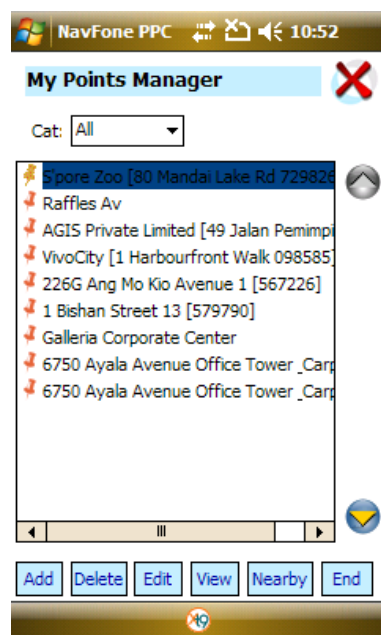 NavFone PPC 10:52
My Points Manager
Cat: All
S'pore Zoo [80 Mandai Lake Rd 729826
Raffles Av
AGIS Private Limited [49 Jalan Pemimpi
VivoCity [1 Harbourfront Walk 098585]
226G Ang Mo Kio Avenue 1 [567226]
1 Bishan Street 13 [579790]
Galleria Corporate Center
6750 Ayala Avenue Office Tower _Carp
6750 Ayala Avenue Office Tower _Carp
Add Delete Edit View Nearby End